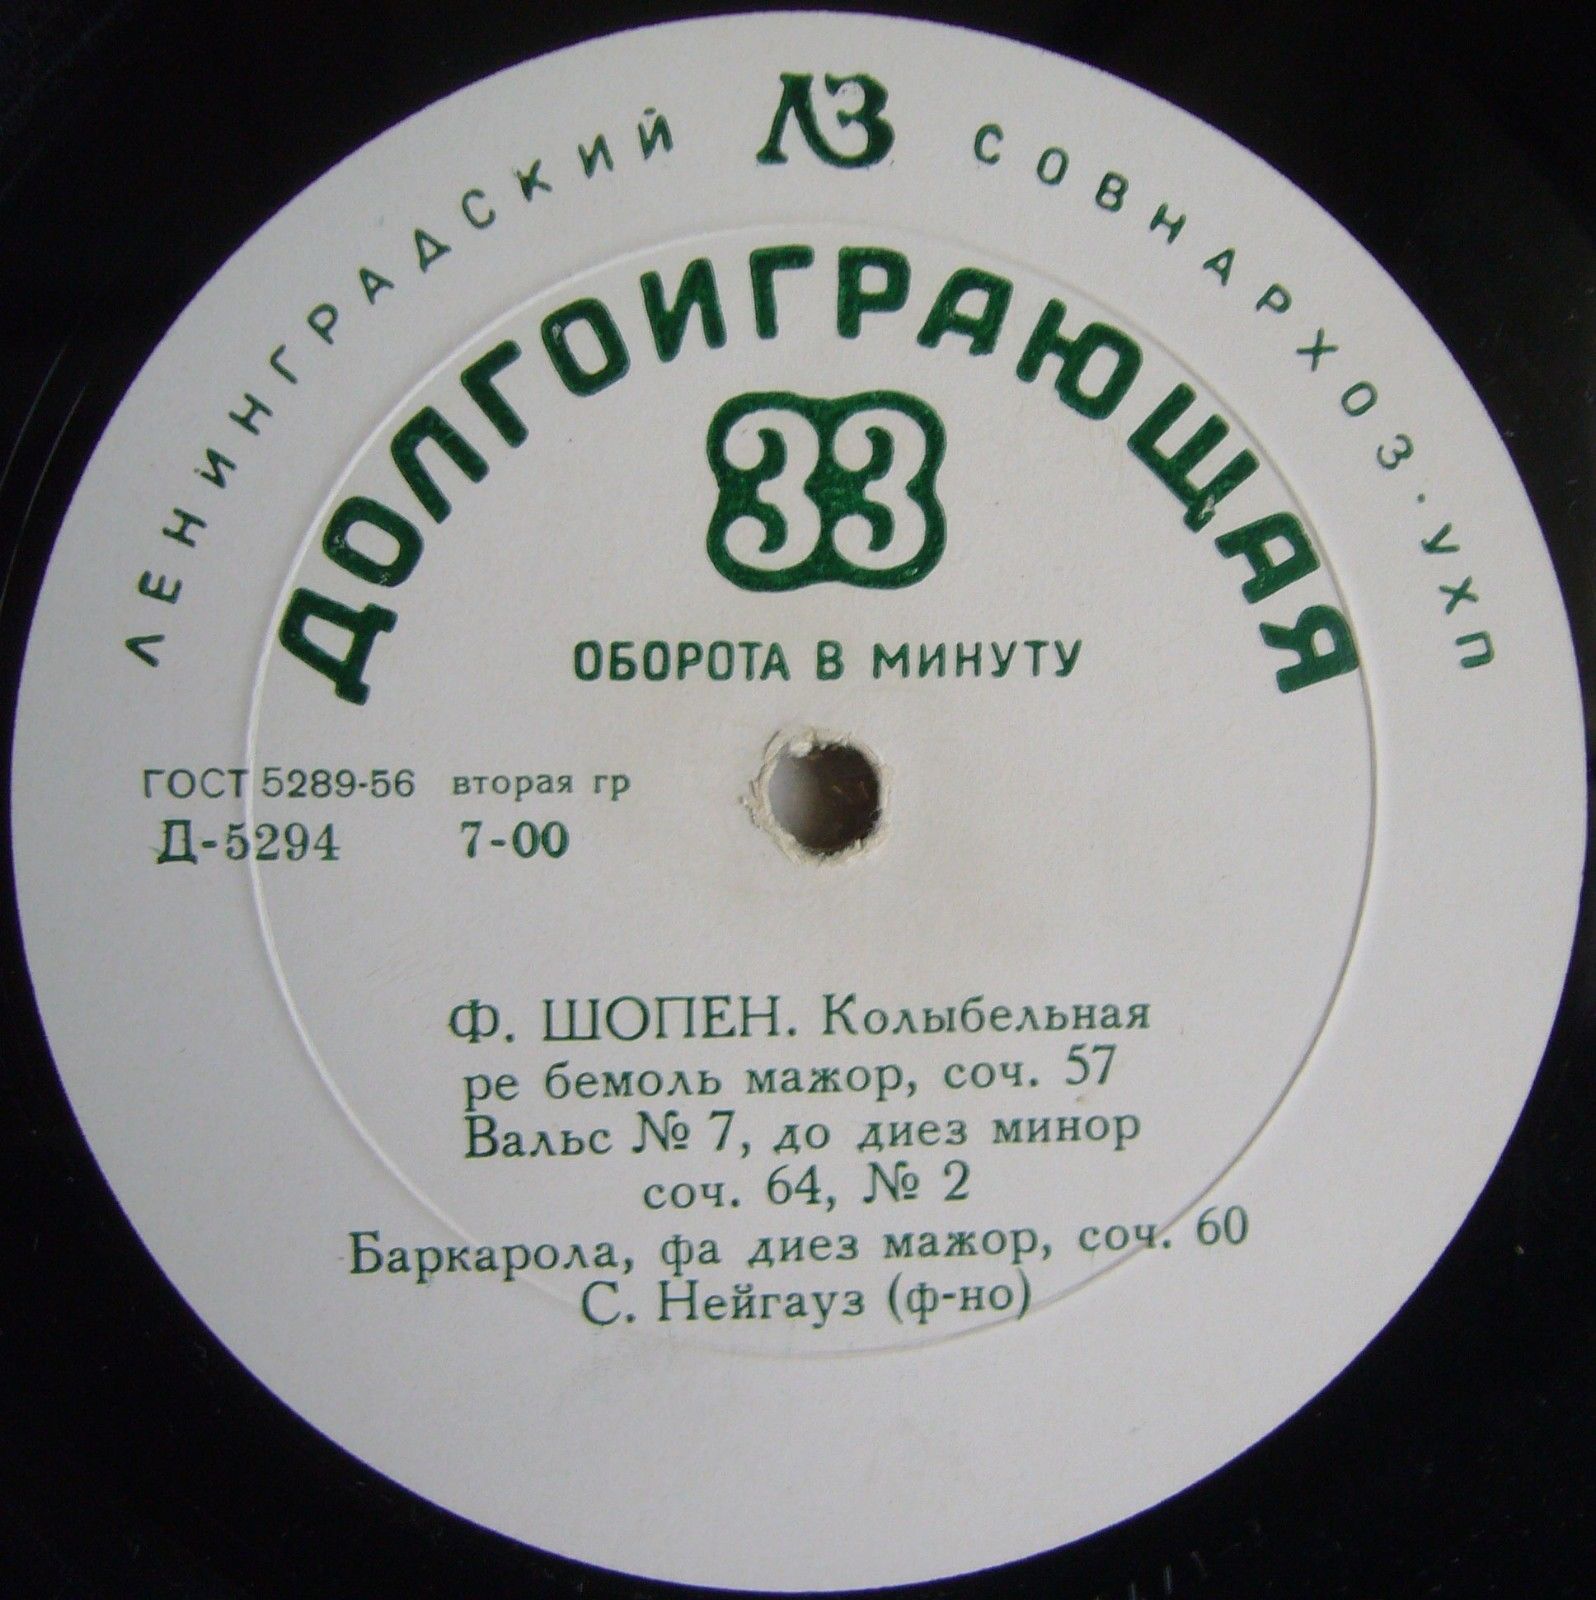 ЛЕНИНГРАДСКИЙ ЛЗ СОВНАРХОЗ · УХП
ДОЛГОИГРАЮЩАЯ
33
ОБОРОТА В МИНУТУ
ГОСТ 5289-56 вторая гр
Д-5294 7-00
Ф. ШОПЕН. Колыбельная
ре бемоль мажор, соч. 57
Вальс № 7, до диез минор
соч. 64, № 2
Баркарола, фа диез мажор, соч. 60
С. Нейгауз (ф-но)